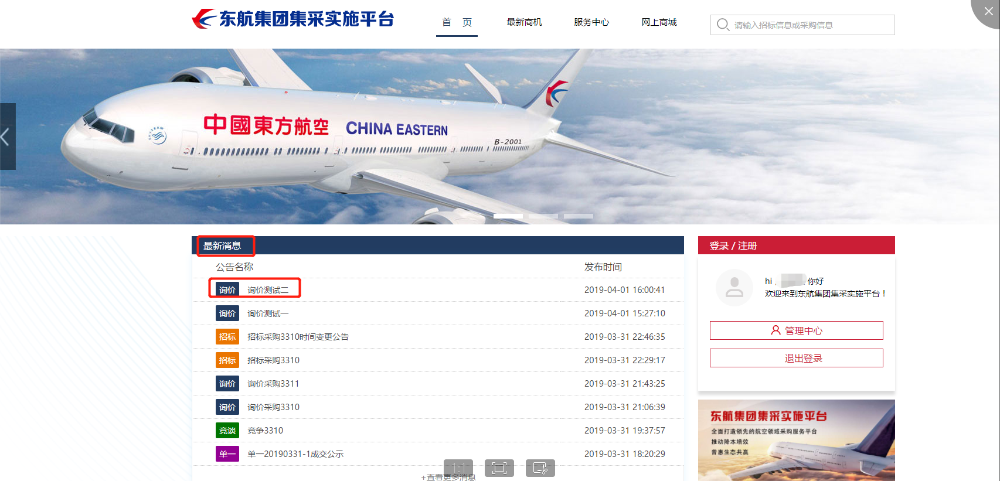 东航集团集采实施平台
首 页 最新商机 服务中心 网上商城
请输入招标信息或采购信息
SKYTEAM
中國東方航空 CHINA EASTERN
B-2001
最新消息
公告名称 发布时间
询价 询价测试二 2019-04-01 16:00:41
询价 询价测试一 2019-04-01 15:27:10
招标 招标采购3310时间变更公告 2019-03-31 22:46:35
招标 招标采购3310 2019-03-31 22:29:17
询价 询价采购3311 2019-03-31 21:43:25
询价 询价采购3310 2019-03-31 21:06:39
竞谈 竞争3310 2019-03-31 19:37:57
单一 单一20190331-1成交公示 2019-03-31 18:20:29
1:1
+查看更多消息
登录 / 注册
hi , 你好
欢迎来到东航集团集采实施平台！
管理中心
退出登录
东航集团集采实施平台
全面打造领先的航空领域采购服务平台
推动降本增效
普惠生态共赢